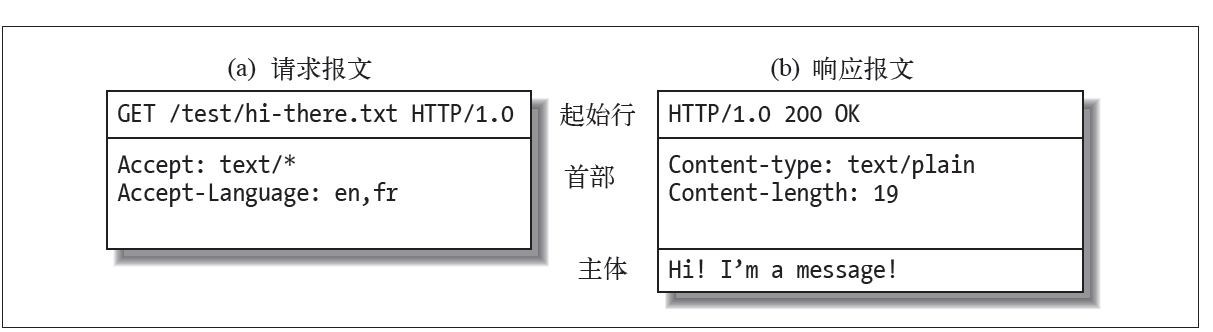 (a) 请求报文
GET /test/hi-there.txt HTTP/1.0
Accept: text/*
Accept-Language: en,fr
起始行
首部
主体
(b) 响应报文
HTTP/1.0 200 OK
Content-type: text/plain
Content-length: 19
Hi! I’m a message!